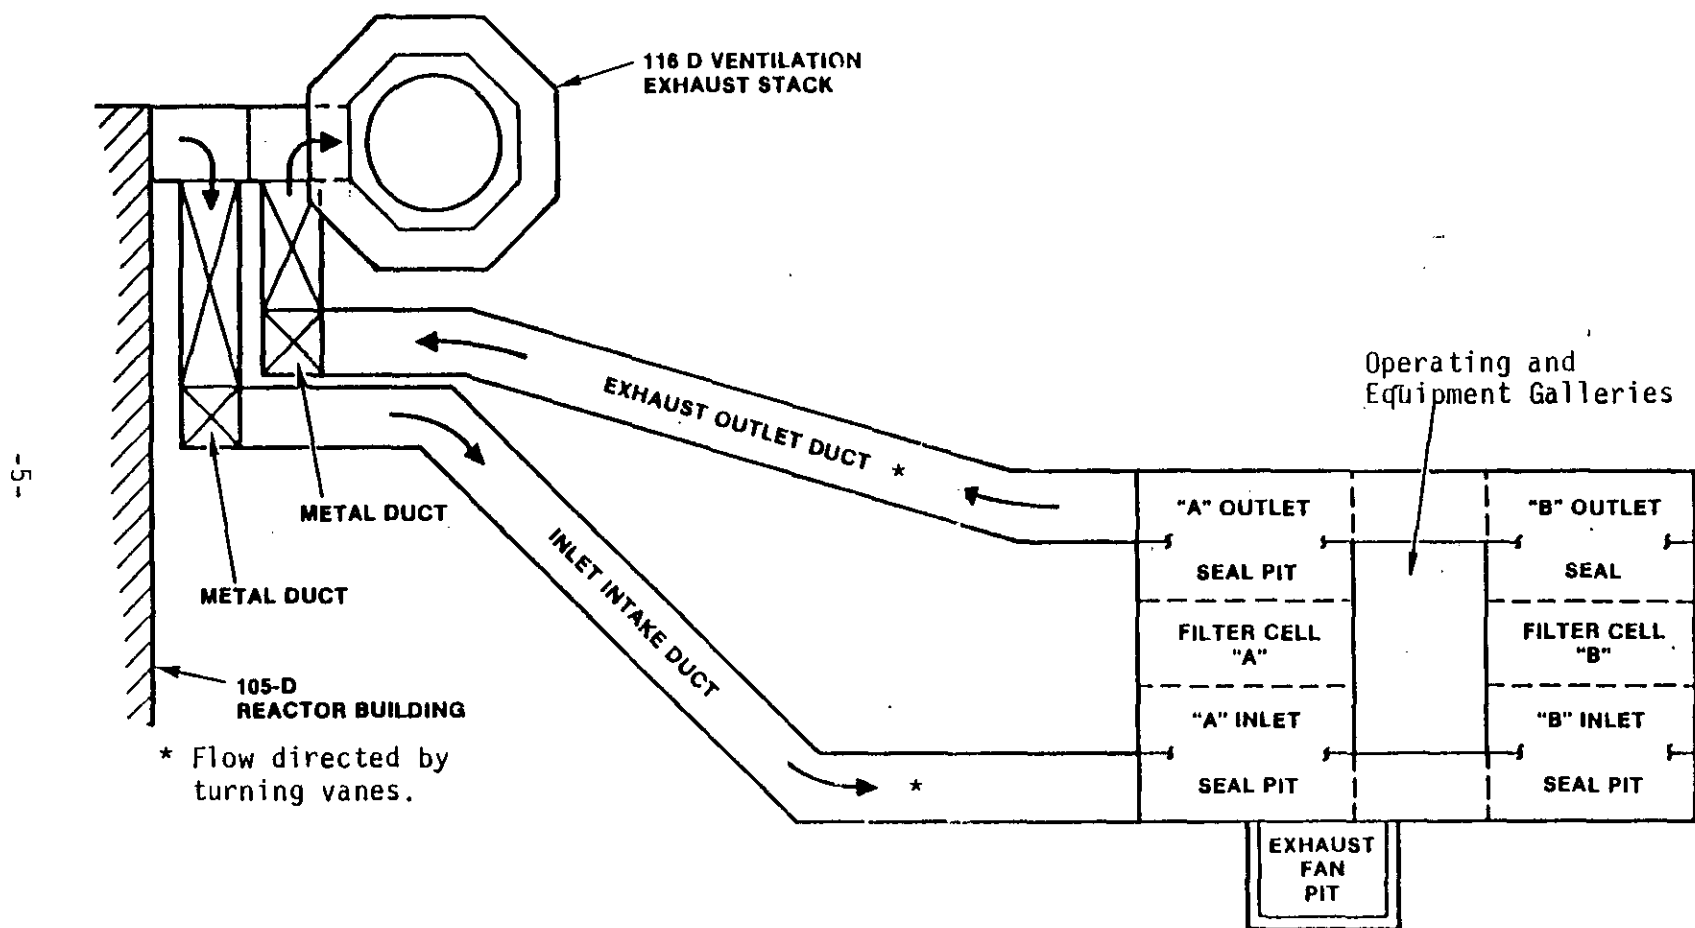 116 D VENTILATION
EXHAUST STACK
Operating and
Equipment Galleries
EXHAUST OUTLET DUCT *
"A" OUTLET
SEAL PIT
"B" OUTLET
SEAL
-5-
METAL DUCT
METAL DUCT
INLET INTAKE DUCT
FILTER CELL
"A"
FILTER CELL
"B"
105-D
REACTOR BUILDING
* Flow directed by
turning vanes.
*
"A" INLET
SEAL PIT
"B" INLET
SEAL PIT
EXHAUST
FAN
PIT